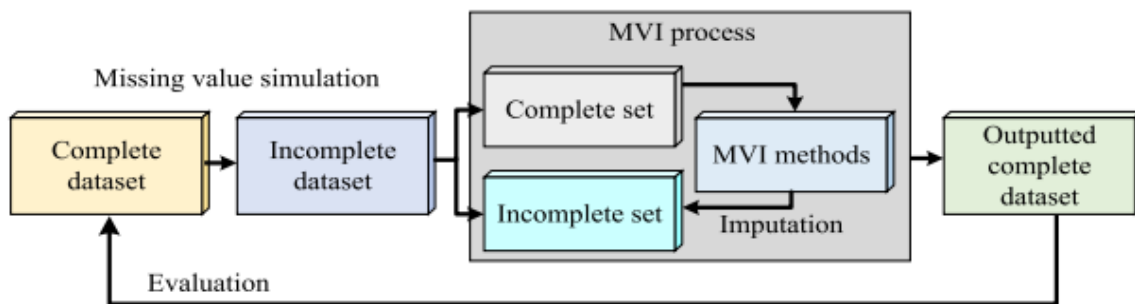 MVI process
Missing value simulation
Complete
dataset
Incomplete
dataset
Complete set
Incomplete set
MVI methods
Imputation
Outputted
complete
dataset
Evaluation